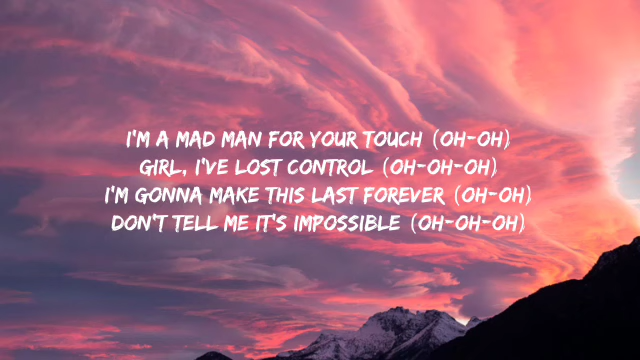 I'M A MAD MAN FOR YOUR TOUCH (OH-OH)
GIRL, I'VE LOST CONTROL (OH-OH-OH)
I'M GONNA MAKE THIS LAST FOREVER (OH-OH)
DON'T TELL ME IT'S IMPOSSIBLE (OH-OH-OH)